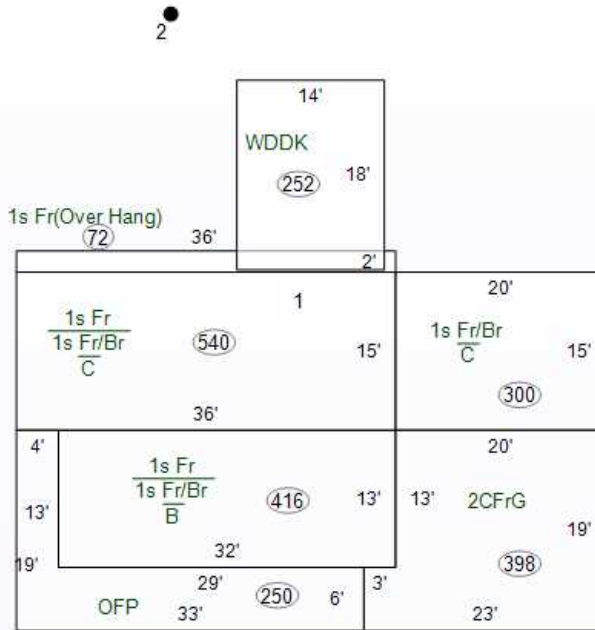 2
14'
WDDK
252
18'
1s Fr(Over Hang)
72
36'
2'
1
20'
1s Fr
1s Fr/Br
C
540
15'
1s Fr/Br
C
15'
300
36'
4'
20'
1s Fr
1s Fr/Br
B
416
13'
13'
13'
2CFrG
19'
32'
19'
398
29'
250
6'
3'
OFP
33'
23'